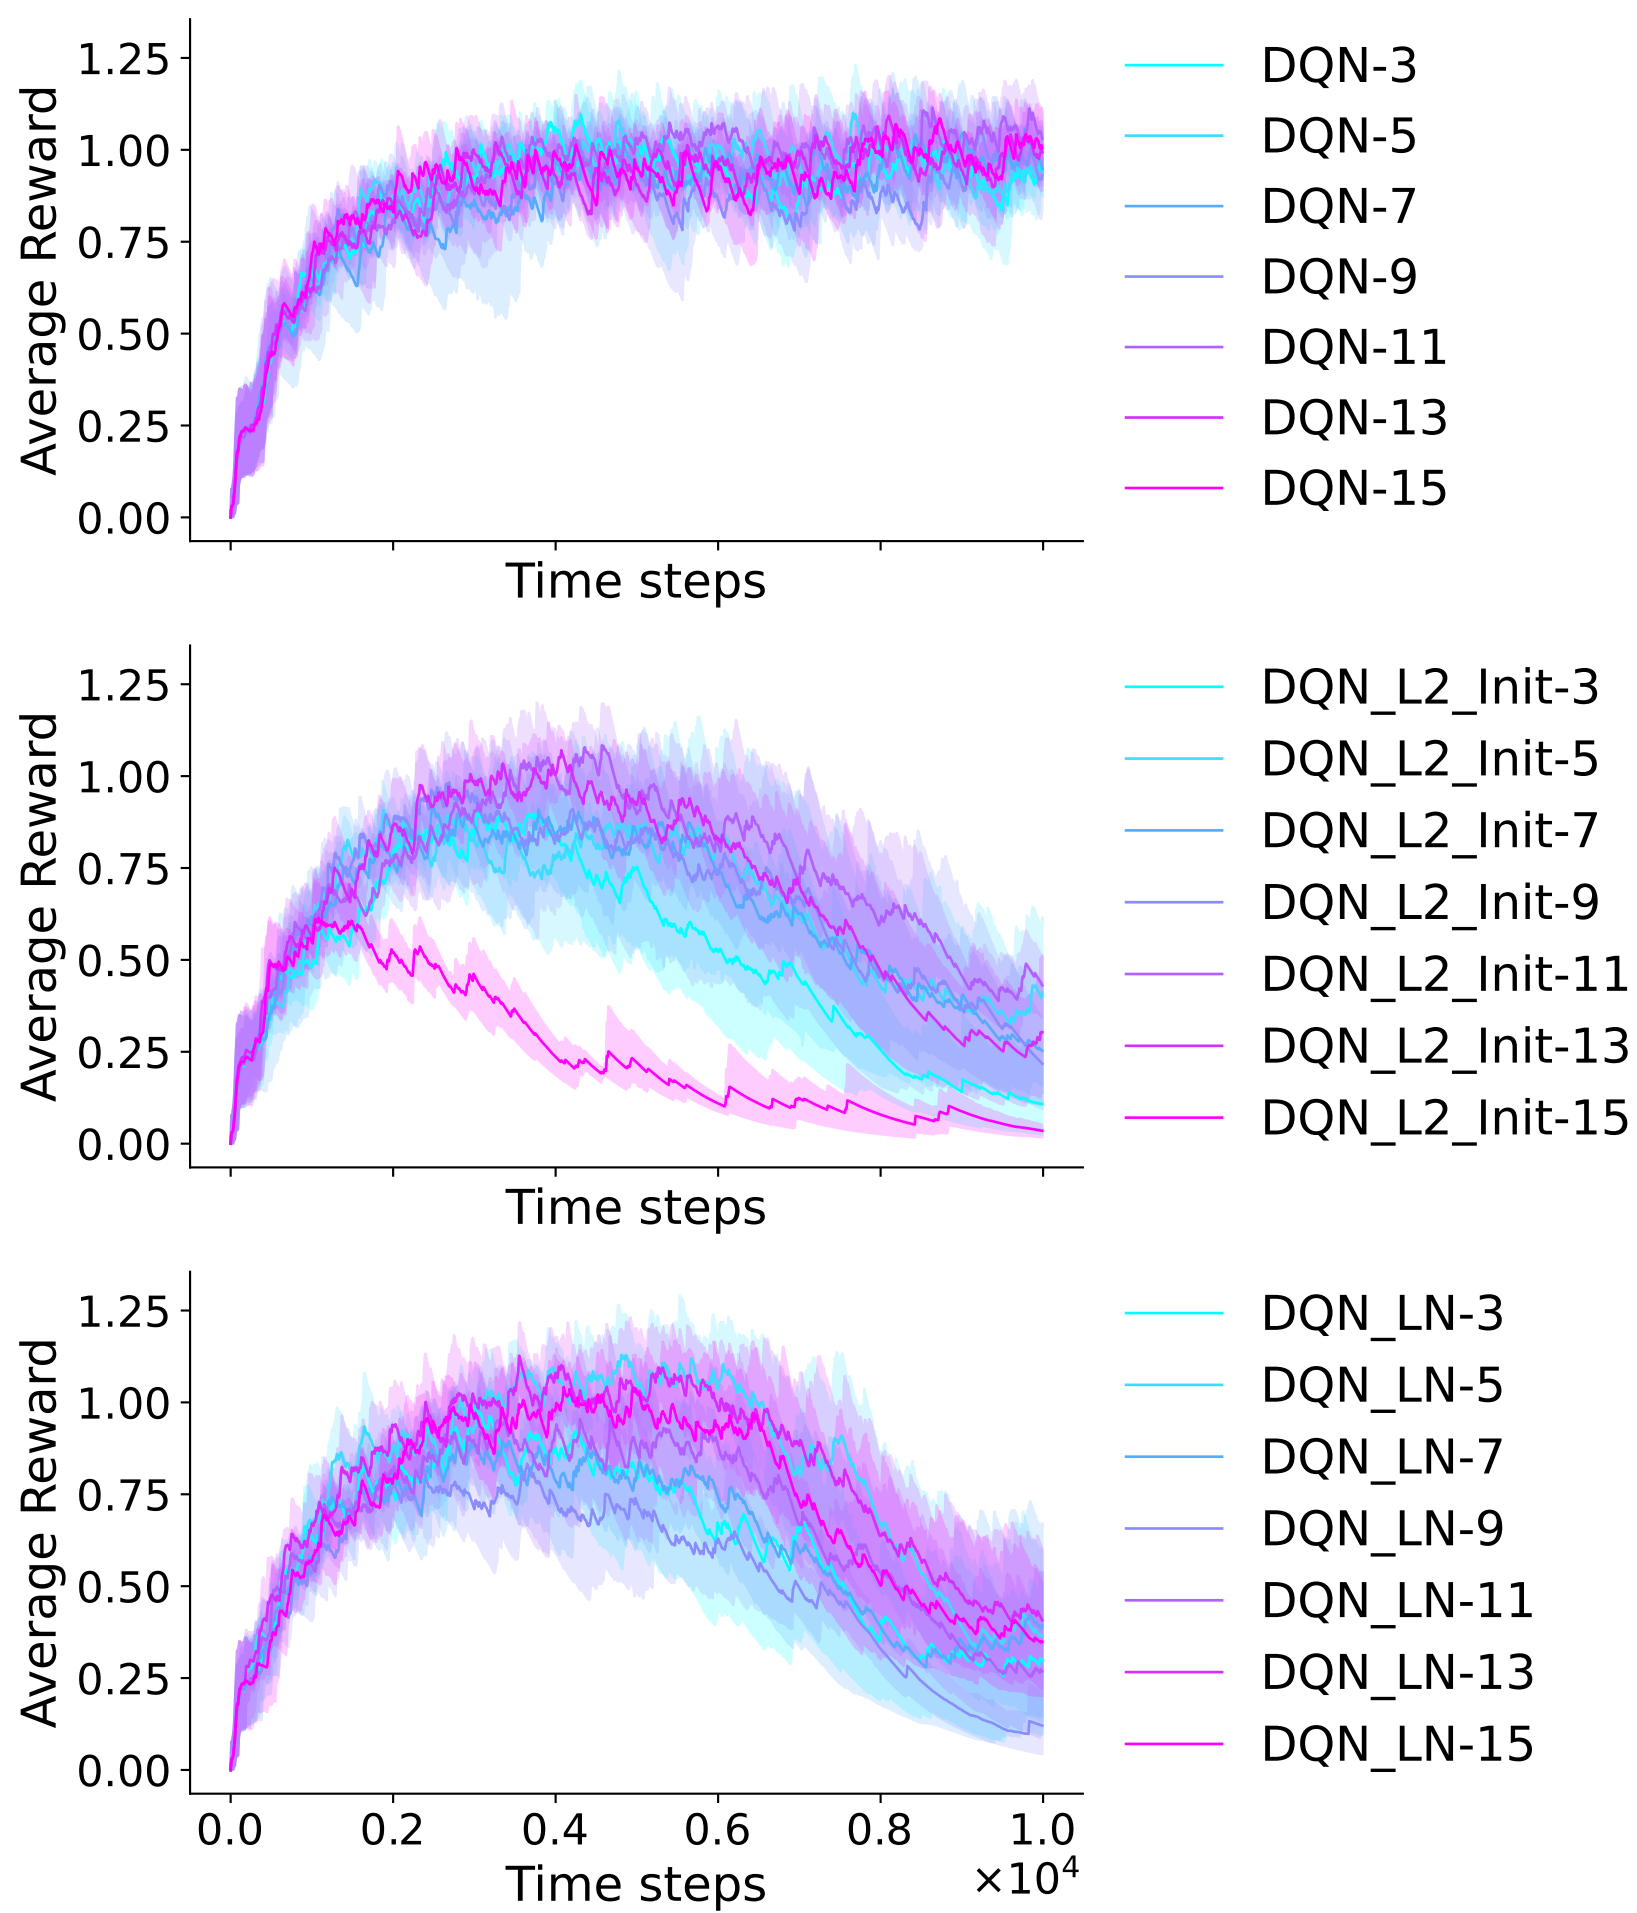 Average Reward
1.25
1.00
0.75
0.50
0.25
0.00
Time steps
DQN-3
DQN-5
DQN-7
DQN-9
DQN-11
DQN-13
DQN-15
Average Reward
1.25
1.00
0.75
0.50
0.25
0.00
Time steps
DQN_L2_Init-3
DQN_L2_Init-5
DQN_L2_Init-7
DQN_L2_Init-9
DQN_L2_Init-11
DQN_L2_Init-13
DQN_L2_Init-15
Average Reward
1.25
1.00
0.75
0.50
0.25
0.00
0.0 0.2 0.4 0.6 0.8 1.0
Time steps
×10⁴
DQN_LN-3
DQN_LN-5
DQN_LN-7
DQN_LN-9
DQN_LN-11
DQN_LN-13
DQN_LN-15